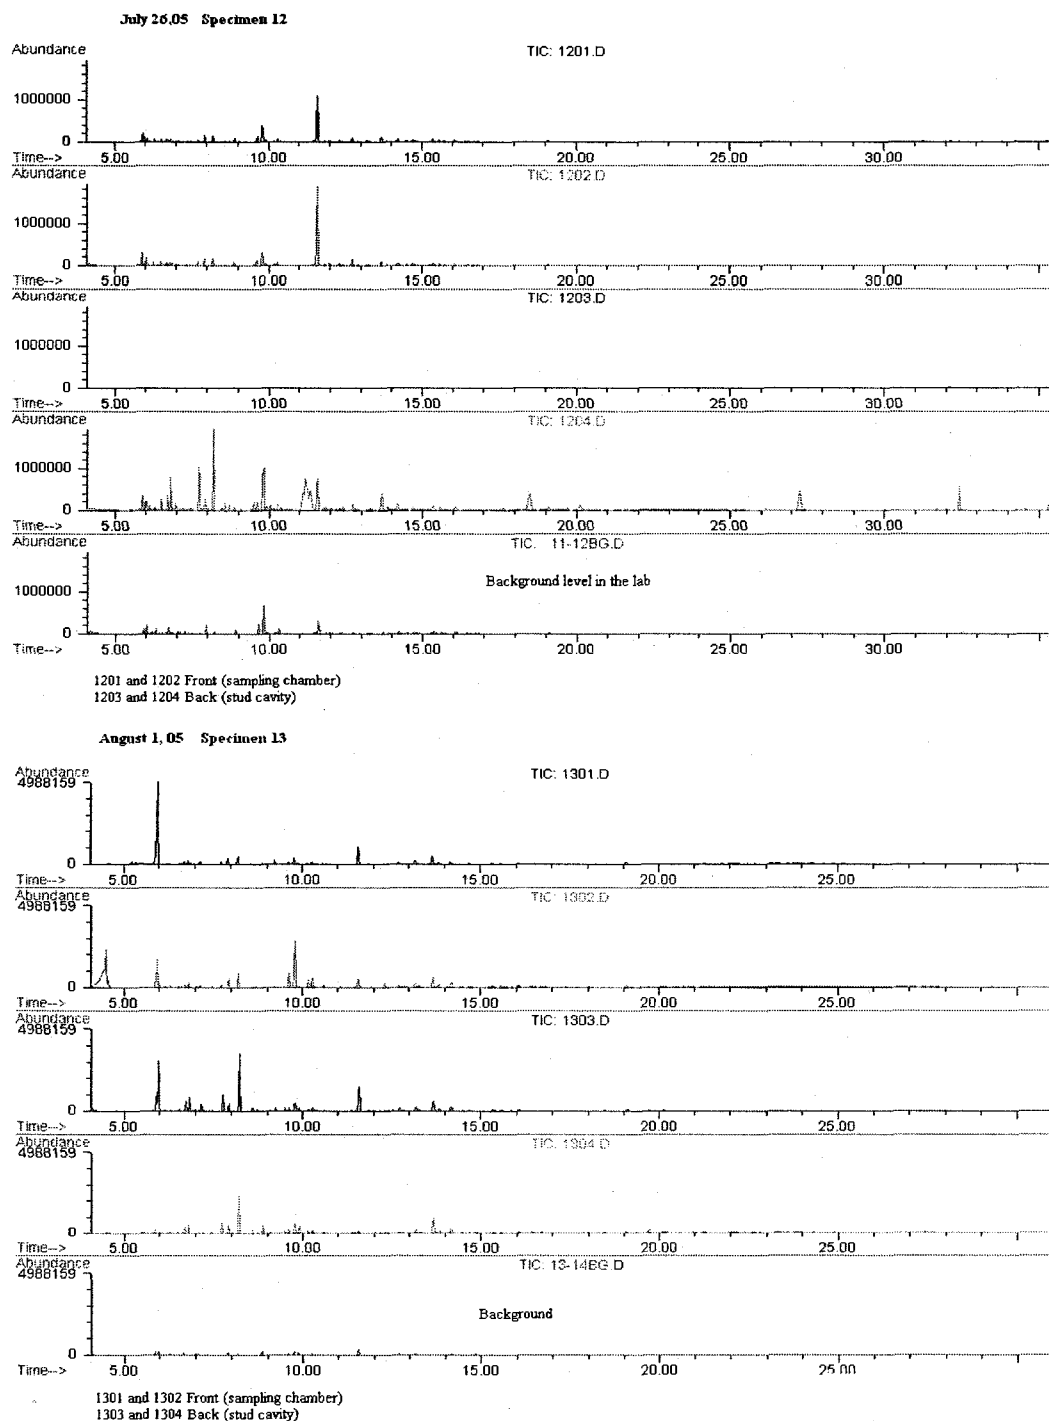 July 26,05 Specimen 12
Abundance
TIC: 1201.D
1000000
0
Time--> 5.00 10.00 15.00 20.00 25.00 30.00
Abundance
TIC: 1202.D
1000000
0
Time--> 5.00 10.00 15.00 20.00 25.00 30.00
Abundance
TIC: 1203.D
1000000
0
Time--> 5.00 10.00 15.00 20.00 25.00 30.00
Abundance
TIC: 1204.D
1000000
0
Time--> 5.00 10.00 15.00 20.00 25.00 30.00
Abundance
TIC: 11-12BG.D
Background level in the lab
1000000
0
Time--> 5.00 10.00 15.00 20.00 25.00 30.00
1201 and 1202 Front (sampling chamber)
1203 and 1204 Back (stud cavity)
August 1, 05 Specimen 13
Abundance
TIC: 1301.D
4988159
0
Time--> 5.00 10.00 15.00 20.00 25.00
Abundance
TIC: 1302.D
4988159
0
Time--> 5.00 10.00 15.00 20.00 25.00
Abundance
TIC: 1303.D
4988159
0
Time--> 5.00 10.00 15.00 20.00 25.00
Abundance
TIC: 1304.D
4988159
0
Time--> 5.00 10.00 15.00 20.00 25.00
Abundance
TIC: 13-14BG.D
4988159
Background
0
Time--> 5.00 10.00 15.00 20.00 25.00
1301 and 1302 Front (sampling chamber)
1303 and 1304 Back (stud cavity)